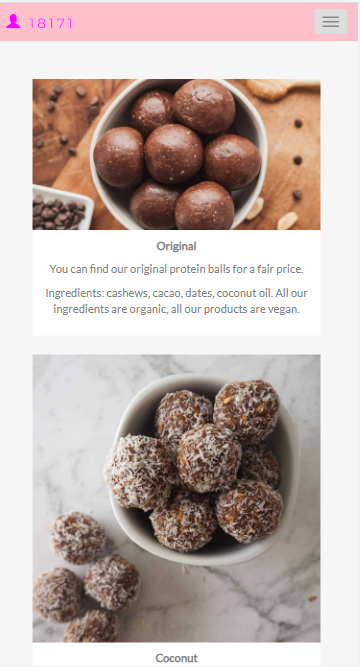 18171
Original
You can find our original protein balls for a fair price.
Ingredients: cashews, cacao, dates, coconut oil. All our
ingredients are organic, all our products are vegan.
Coconut